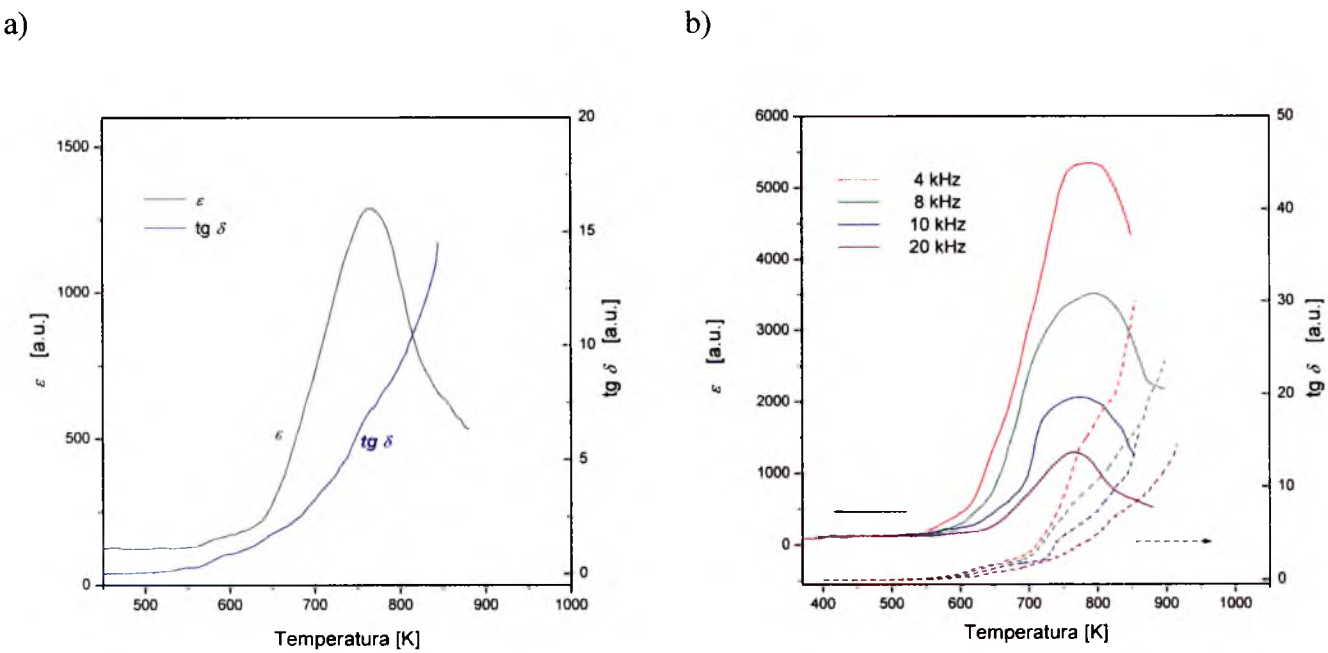 a)
b)
20
15
10
5
0
1500
1000
500
0
ε
tg δ
ε
tg δ
ε [a.u.]
tg δ [a.u.]
500 600 700 800 900 1000
Temperatura [K]
6000
5000
4000
3000
2000
1000
0
50
40
30
20
10
0
4 kHz
8 kHz
10 kHz
20 kHz
ε [a.u.]
tg δ [a.u.]
400 500 600 700 800 900 1000
Temperatura [K]